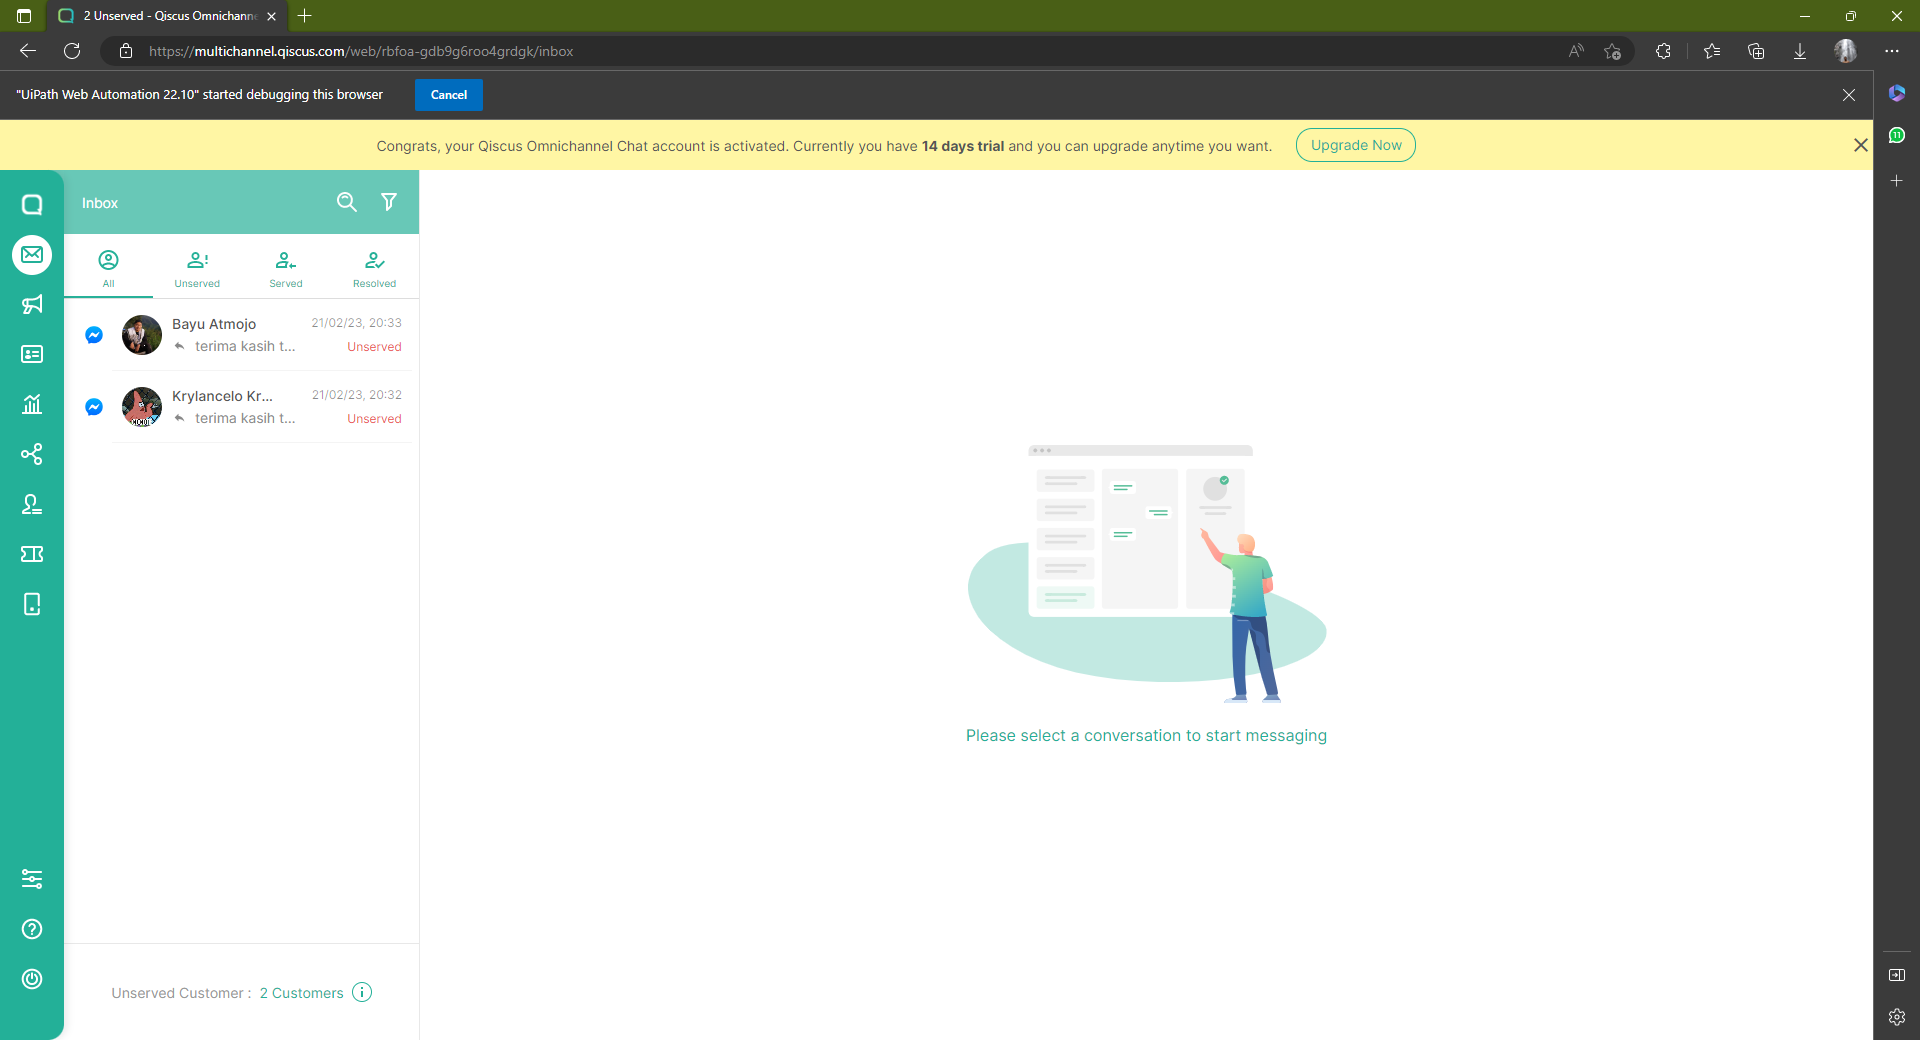 2 Unserved - Qiscus Omnichanne
https://multichannel.qiscus.com/web/rbfoa-gdb9g6roo4grdgk/inbox
"UiPath Web Automation 22.10" started debugging this browser
Cancel
Congrats, your Qiscus Omnichannel Chat account is activated. Currently you have 14 days trial and you can upgrade anytime you want.
Upgrade Now
11
Inbox
All
Unserved
Served
Resolved
Bayu Atmojo
21/02/23, 20:33
terima kasih t...
Unserved
Krylancelo Kr...
21/02/23, 20:32
terima kasih t...
Unserved
Please select a conversation to start messaging
Unserved Customer : 2 Customers